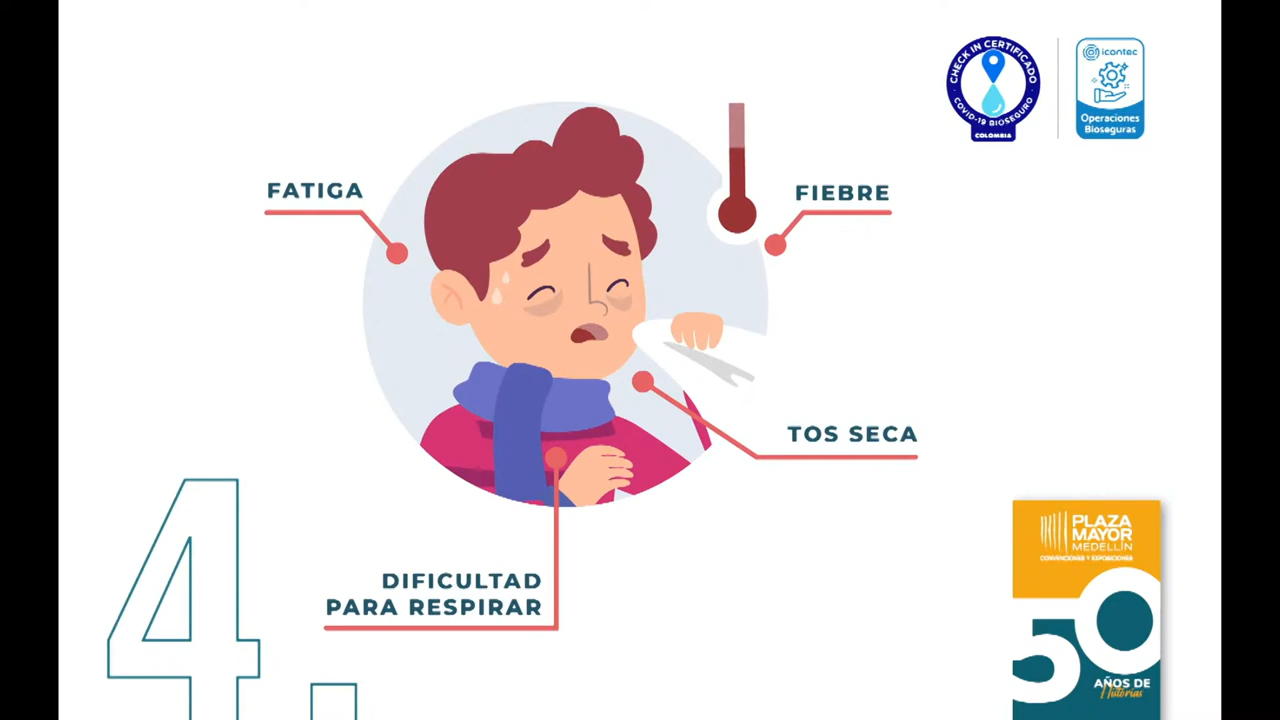 CHECK IN CERTIFICADO
COVID-19 BIOSEGURO
COLOMBIA
icontec
Operaciones
Bioseguras
FATIGA
FIEBRE
TOS SECA
DIFICULTAD
PARA RESPIRAR
4.
PLAZA
MAYOR
MEDELLÍN
CONVENCIONES Y EXPOSICIONES
50
AÑOS DE
Historias